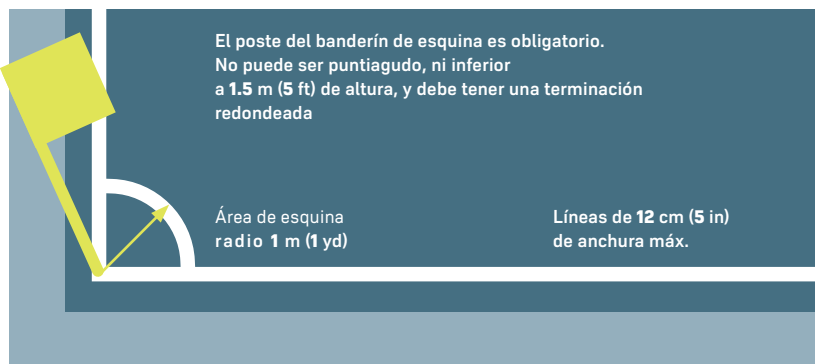 El poste del banderín de esquina es obligatorio.
No puede ser puntiagudo, ni inferior
a 1.5 m (5 ft) de altura, y debe tener una terminación
redondeada
Área de esquina
radio 1 m (1 yd)
Líneas de 12 cm (5 in)
de anchura máx.